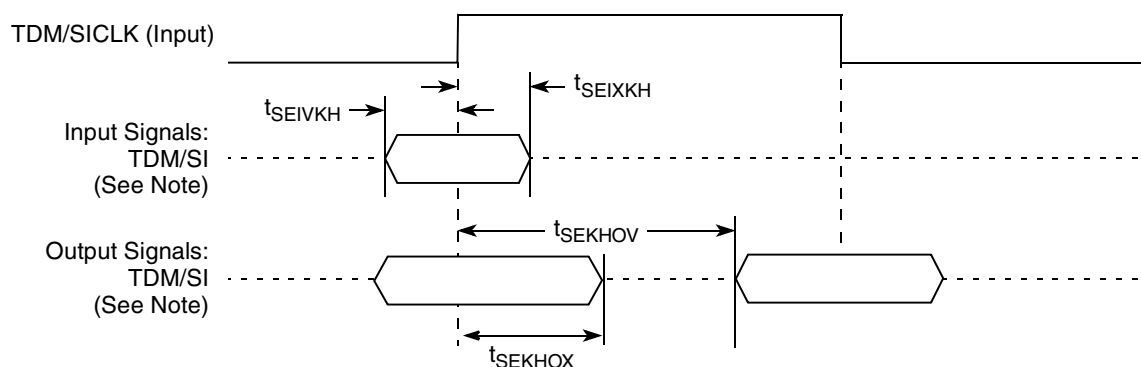 TDM/SICLK (Input)
tSEIXKH
tSEIVKH
Input Signals:
TDM/SI
(See Note)
tSEKHOV
Output Signals:
TDM/SI
(See Note)
tSEKHOX